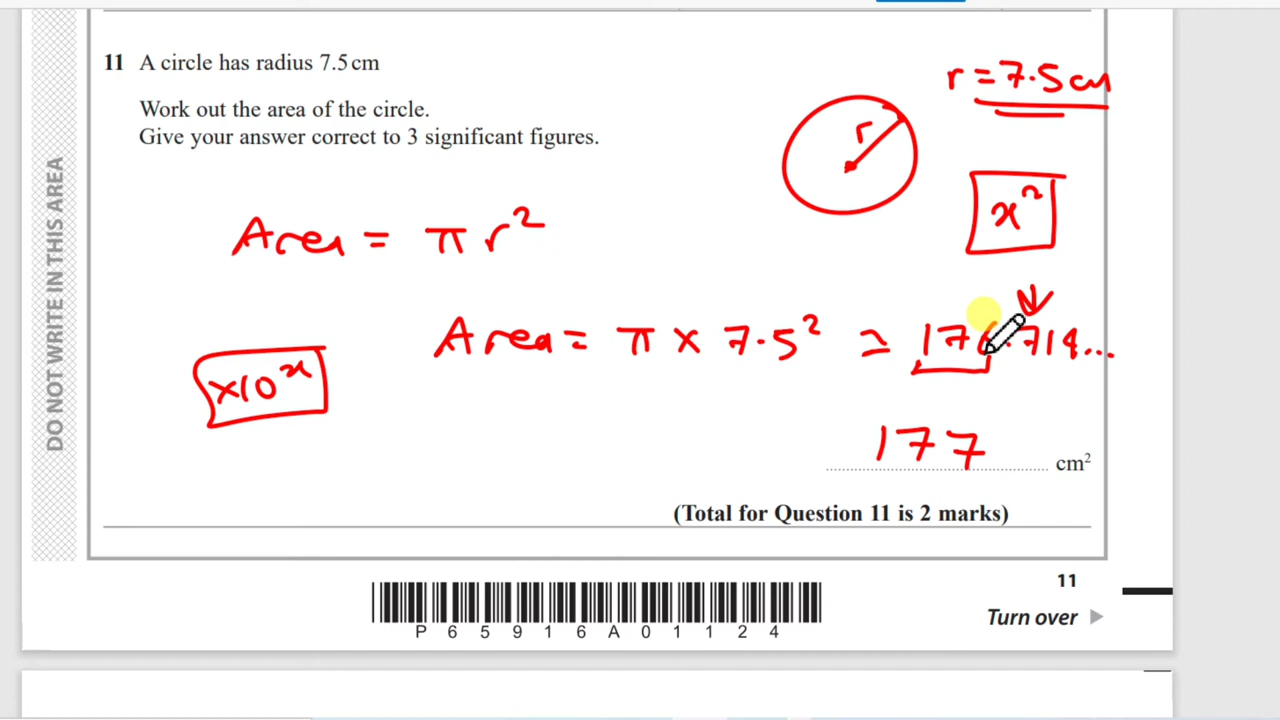 11 A circle has radius 7.5 cm
r = 7.5 cm
Work out the area of the circle.
Give your answer correct to 3 significant figures.
r
x²
Area = π r²
Area = π × 7.5² ≃ 176.714...
×10ˣ
177 cm²
(Total for Question 11 is 2 marks)
DO NOT WRITE IN THIS AREA
11
P 6 5 9 1 6 A 0 1 1 2 4
Turn over